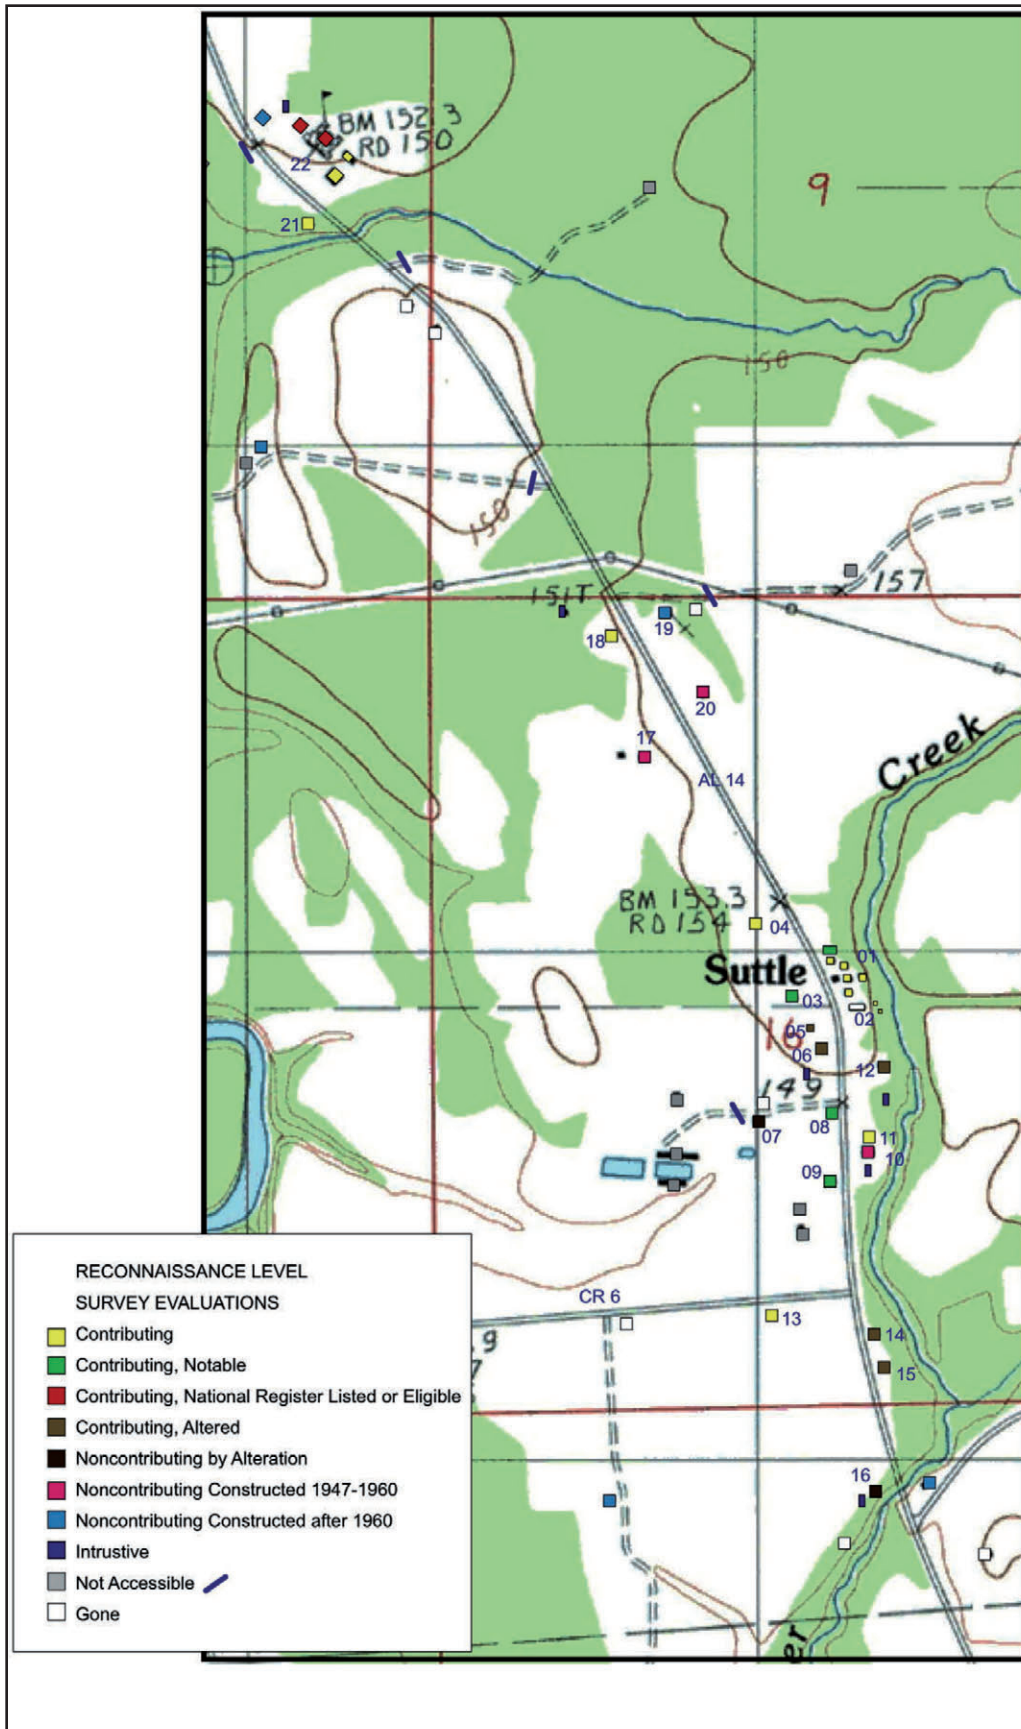 BM 152.3
RD 150
22
9
21
150
150
157
151T
18
19
20
17
AL 14
Creek
BM 153.3
RD 154
04
01
Suttle
03
02
05
16
06
12
149
07
08
11
10
09
CR 6
13
14
15
16
RECONNAISSANCE LEVEL
SURVEY EVALUATIONS
Contributing
Contributing, Notable
Contributing, National Register Listed or Eligible
Contributing, Altered
Noncontributing by Alteration
Noncontributing Constructed 1947-1960
Noncontributing Constructed after 1960
Intrustive
Not Accessible
Gone